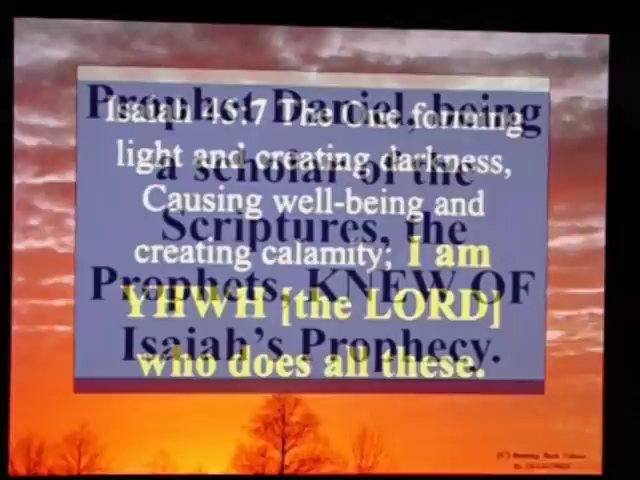 Isaiah 45:7 The One forming
light and creating darkness,
Causing well-being and
creating calamity; I am
YHWH [the LORD]
who does all these.
Prophet Daniel, being
a scholar of the
Scriptures, the
Prophets, KNEW OF
Isaiah's Prophecy.